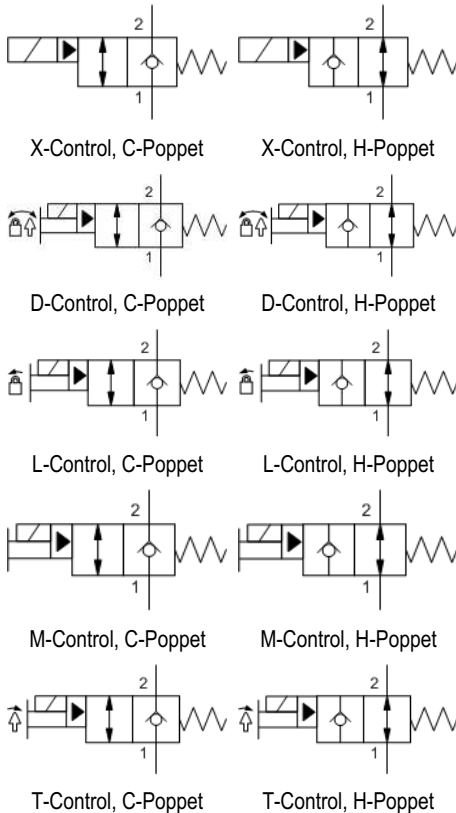 2 2
1 1
X-Control, C-Poppet X-Control, H-Poppet
2 2
1 1
D-Control, C-Poppet D-Control, H-Poppet
2 2
1 1
L-Control, C-Poppet L-Control, H-Poppet
2 2
1 1
M-Control, C-Poppet M-Control, H-Poppet
2 2
1 1
T-Control, C-Poppet T-Control, H-Poppet